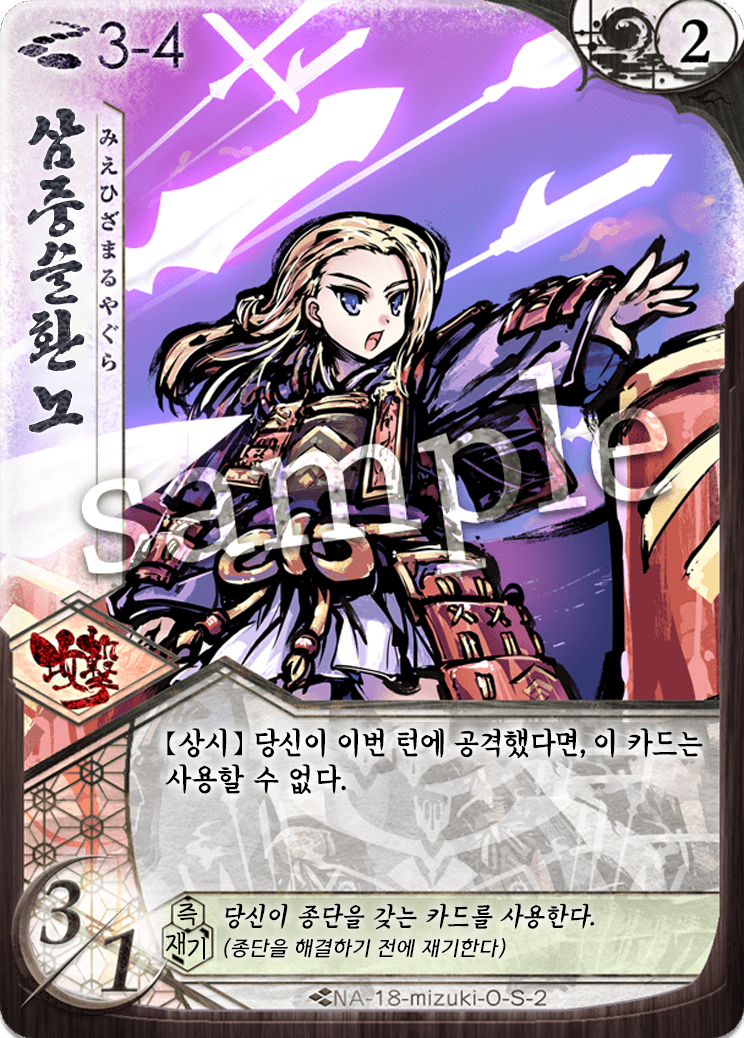 3-4
2
삼중슬환 노
みえひざまるやぐら
sample
攻撃
【상시】 당신이 이번 턴에 공격했다면, 이 카드는
사용할 수 없다.
3/1
즉
재기
당신이 종단을 갖는 카드를 사용한다.
(종단을 해결하기 전에 재기한다)
NA-18-mizuki-O-S-2